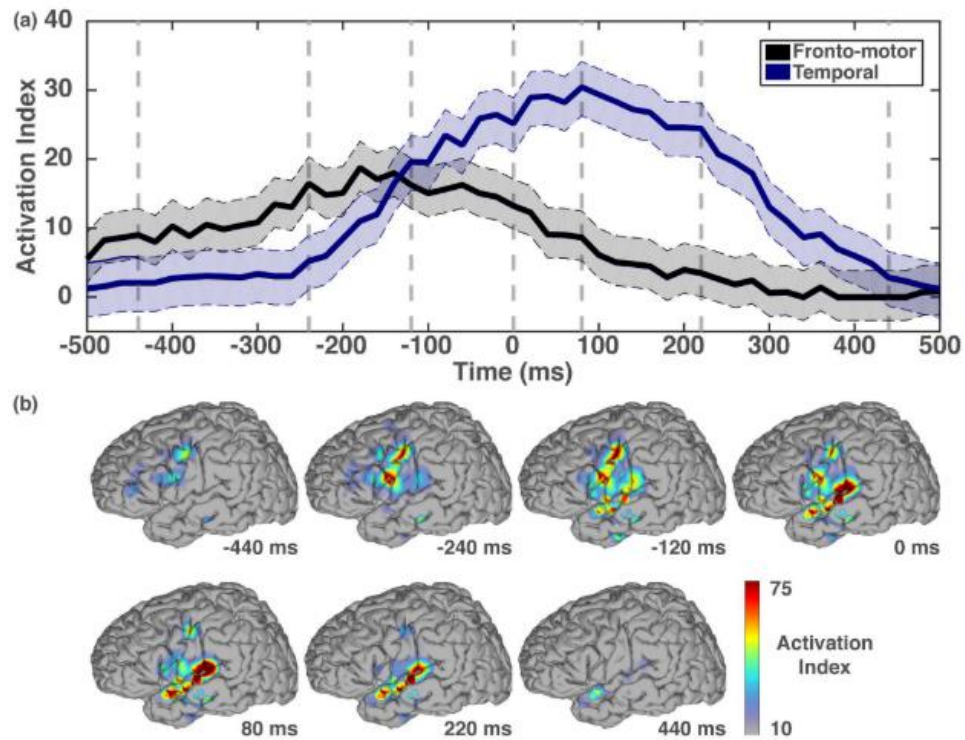 (a)
40
30
20
10
0
Activation Index
Fronto-motor
Temporal
-500 -400 -300 -200 -100 0 100 200 300 400 500
Time (ms)
(b)
-440 ms -240 ms -120 ms 0 ms
80 ms 220 ms 440 ms
75
Activation
Index
10